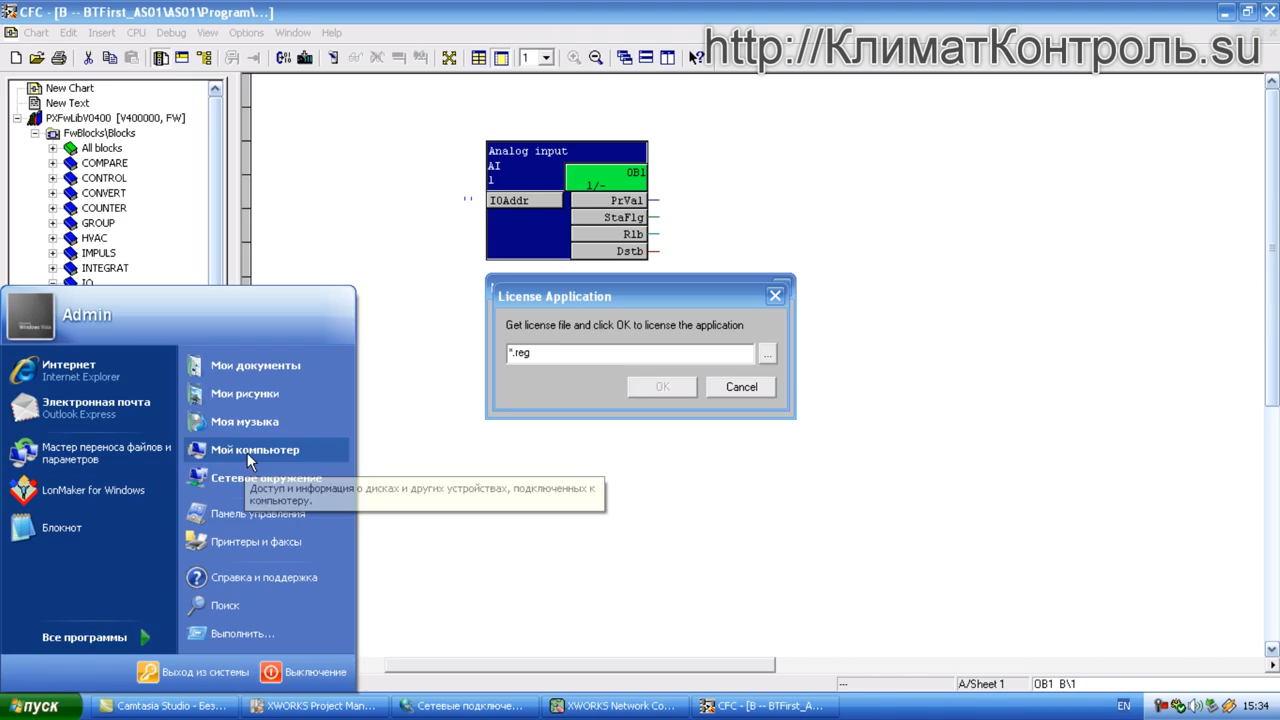 CFC - [B -- BTFirst_AS01\AS01\Program\...]
Chart Edit Insert CPU Debug View Options Window Help
http://КлиматКонтроль.su
1
New Chart
New Text
PXFwLibV0400 [V400000, FW]
FwBlocks\Blocks
All blocks
COMPARE
CONTROL
CONVERT
COUNTER
GROUP
HVAC
IMPULS
INTEGRAT
IO
Analog input
AI
1
OB1
1/-
IOAddr
PrVal
StaFlg
Rlb
Dstb
' '
License Application
Get license file and click OK to license the application
*.reg
...
OK
Cancel
Admin
Интернет
Internet Explorer
Электронная почта
Outlook Express
Мастер переноса файлов и
параметров
LonMaker for Windows
Блокнот
Все программы
Мои документы
Мои рисунки
Моя музыка
Мой компьютер
Сетевое окружение
Доступ и информация о дисках и других устройствах, подключенных к
компьютеру.
Панель управления
Принтеры и факсы
Справка и поддержка
Поиск
Выполнить...
Выход из системы
Выключение
---
A/Sheet 1
OB1 B\1
пуск
Camtasia Studio - Без...
XWORKS Project Man...
Сетевые подключе...
XWORKS Network Co...
CFC - [B -- BTFirst_A...
EN
15:34